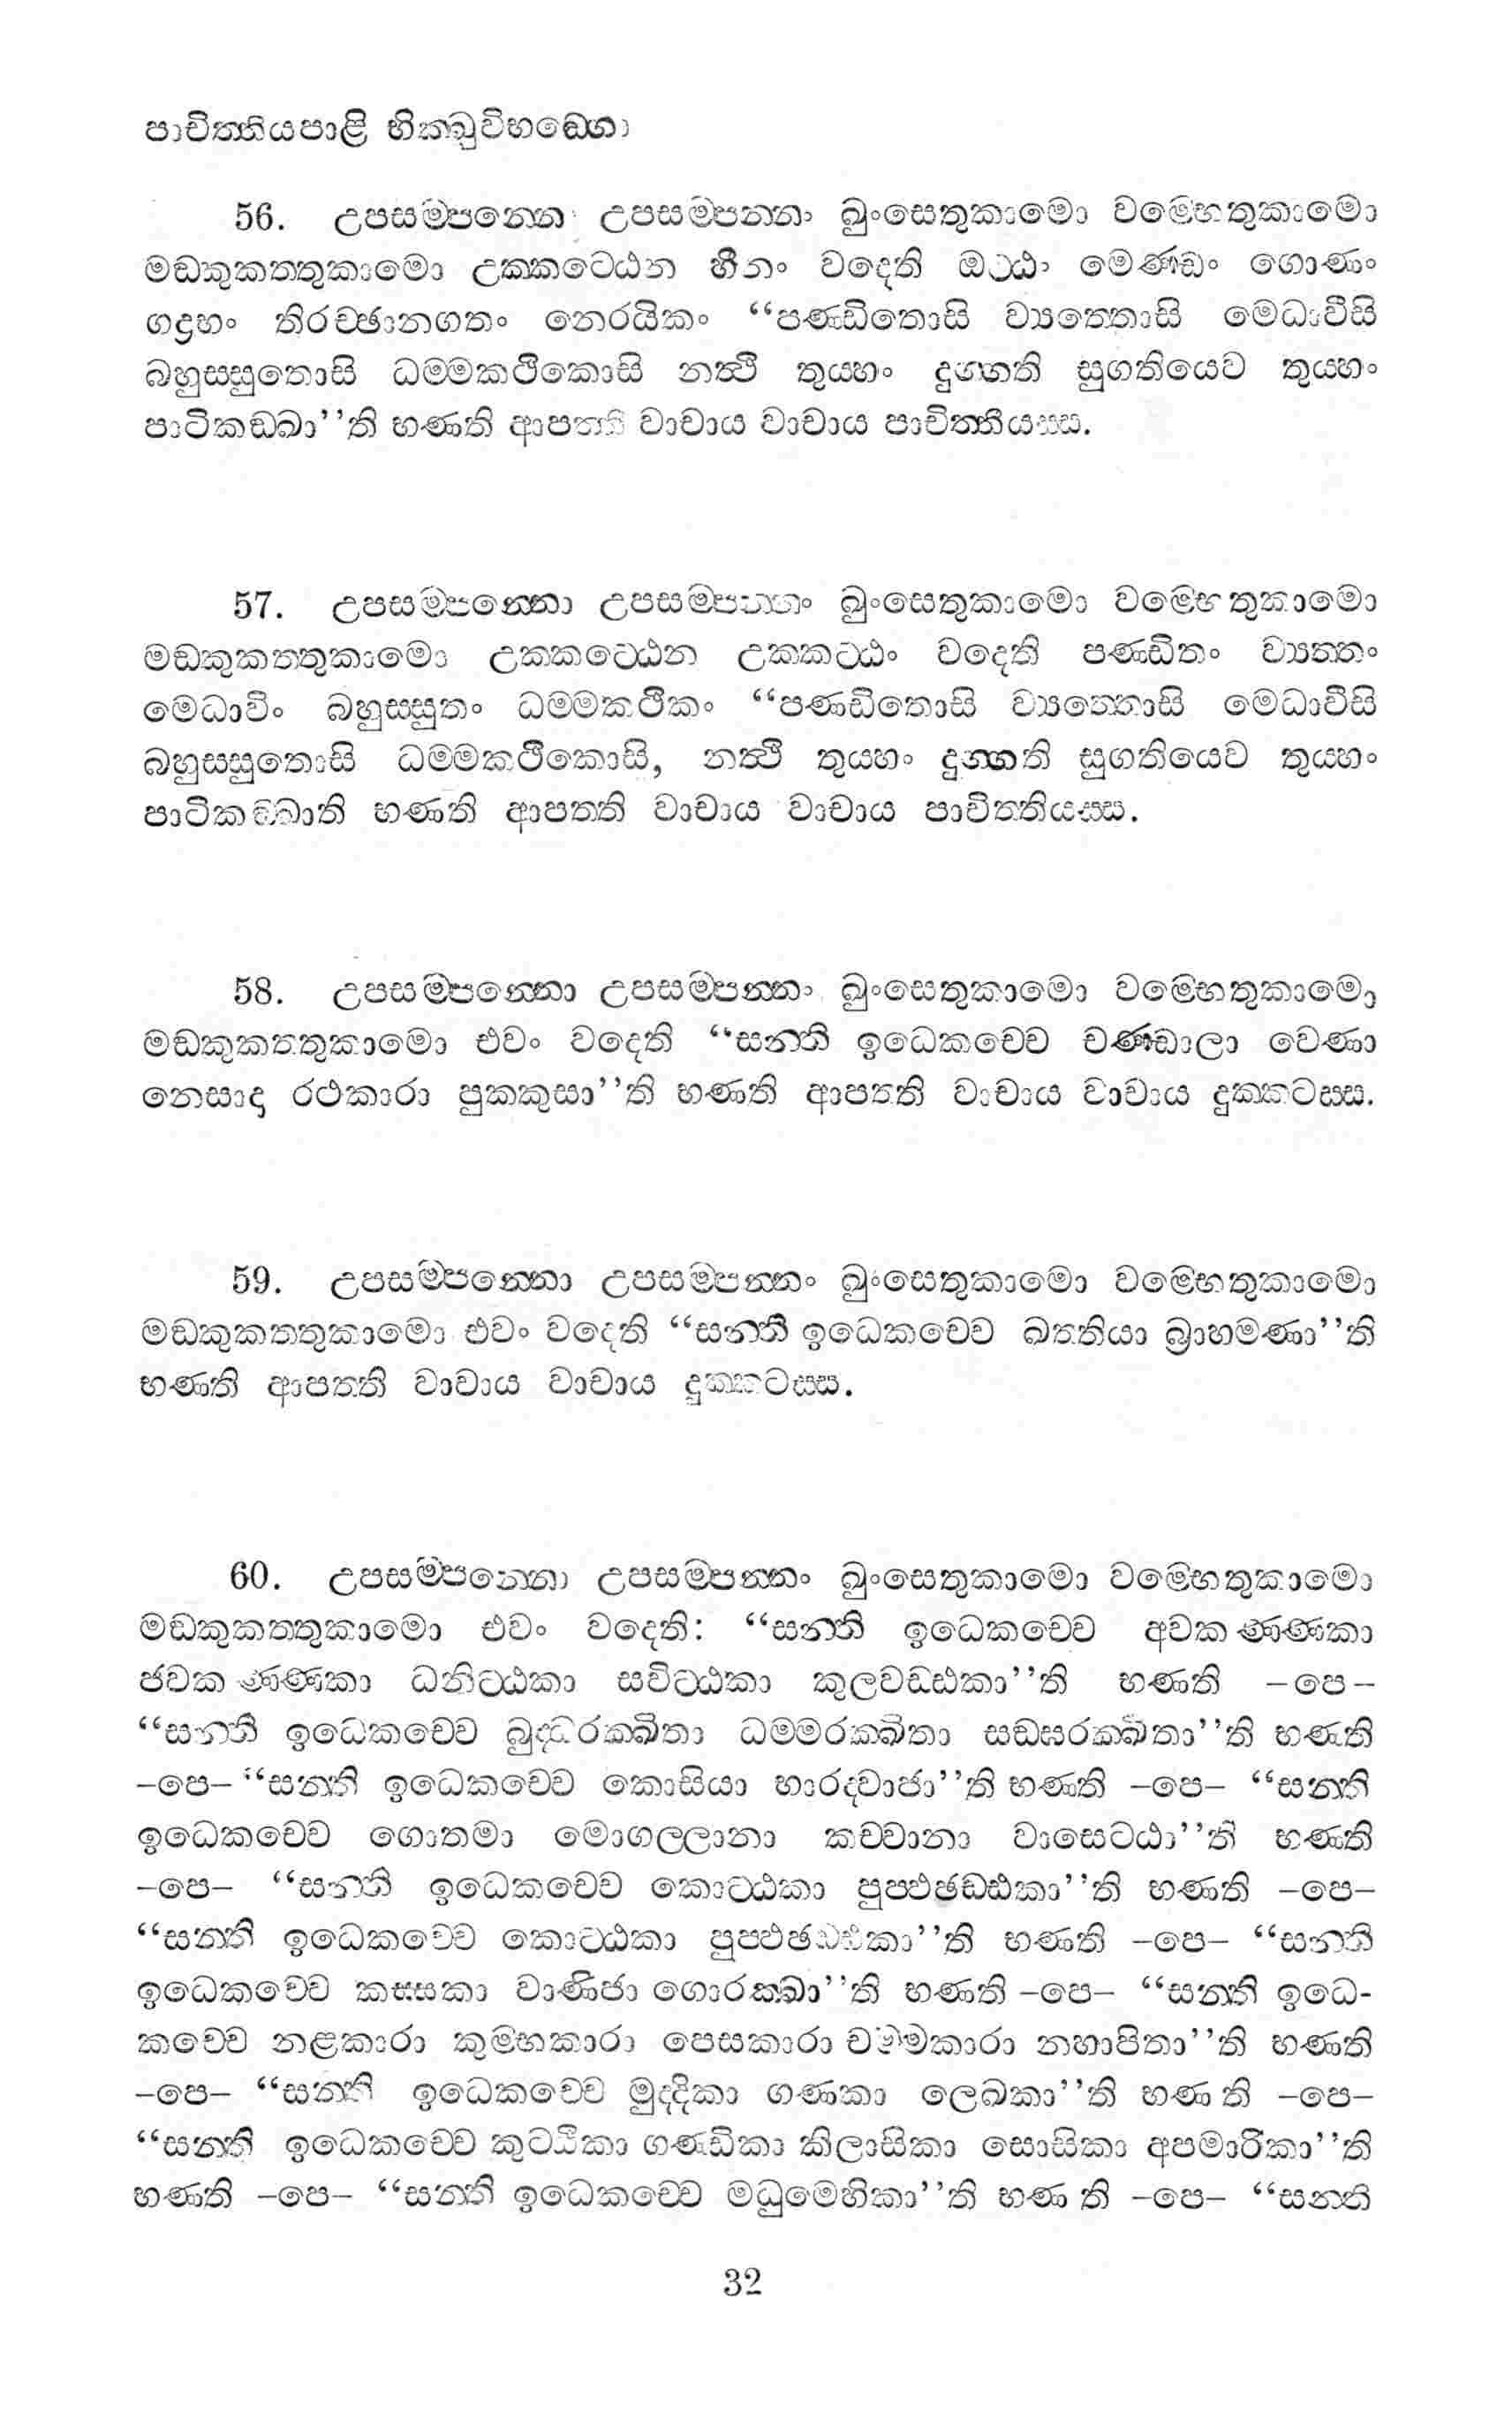 පාචිත්තියපාළි භික්ඛුවිභඞ්ගො
56. උපසම්පන්නො උපසම්පන්නං ඛුංසෙතුකාමො වම්භෙතුකාමො
මඞ්කුකත්තුකාමො උක්කට්ඨෙන හීනං වදෙති ඔට්ඨං මෙණ්ඩං ගොණං
ගද්‍රභං තිරච්ඡානගතං නෙරයිකං “පණ්ඩිතොසි ව්‍යත්තොසි මෙධාවීසි
බහුස්සුතොසි ධම්මකථිකොසි නත්ථි තුය්හං දුග්ගති සුගතියෙව තුය්හං
පාටිකඞ්ඛා’’ති භණති ආපත්ති වාචාය වාචාය පාචිත්තියස්ස.
57. උපසම්පන්නො උපසම්පන්නං ඛුංසෙතුකාමො වම්භෙතුකාමො
මඞ්කුකත්තුකාමො උක්කට්ඨෙන උක්කට්ඨං වදෙති පණ්ඩිතං ව්‍යත්තං
මෙධාවිං බහුස්සුතං ධම්මකථිකං “පණ්ඩිතොසි ව්‍යත්තොසි මෙධාවීසි
බහුස්සුතොසි ධම්මකථිකොසි, නත්ථි තුය්හං දුග්ගති සුගතියෙව තුය්හං
පාටිකඞ්ඛාති භණති ආපත්ති වාචාය වාචාය පාචිත්තියස්ස.
58. උපසම්පන්නො උපසම්පන්නං ඛුංසෙතුකාමො වම්භෙතුකාමො
මඞ්කුකත්තුකාමො එවං වදෙති “සන්ති ඉධෙකච්චෙ චණ්ඩාලා වෙණා
නෙසාදා රථකාරා පුක්කුසා’’ති භණති ආපත්ති වාචාය වාචාය දුක්කටස්ස.
59. උපසම්පන්නො උපසම්පන්නං ඛුංසෙතුකාමො වම්භෙතුකාමො
මඞ්කුකත්තුකාමො එවං වදෙති “සන්ති ඉධෙකච්චෙ ඛත්තියා බ්‍රාහ්මණා’’ති
භණති ආපත්ති වාචාය වාචාය දුක්කටස්ස.
60. උපසම්පන්නො උපසම්පන්නං ඛුංසෙතුකාමො වම්භෙතුකාමො
මඞ්කුකත්තුකාමො එවං වදෙති: “සන්ති ඉධෙකච්චෙ අවකණ්ණකා
ජවකණ්ණකා ධනිට්ඨකා සවිට්ඨකා කුලවඩ්ඪකා’’ති භණති –පෙ–
“සන්ති ඉධෙකච්චෙ බුද්ධරක්ඛිතා ධම්මරක්ඛිතා සඞ්ඝරක්ඛිතා’’ති භණති
–පෙ– “සන්ති ඉධෙකච්චෙ කොසියා භාරද්වාජා’’ති භණති –පෙ– “සන්ති
ඉධෙකච්චෙ ගොතමා මොග්ගල්ලානා කච්චානා වාසෙට්ඨා’’ති භණති
–පෙ– “සන්ති ඉධෙකච්චෙ කොට්ඨකා පුප්ඵඡඩ්ඪකා’’ති භණති –පෙ–
“සන්ති ඉධෙකච්චෙ කොට්ඨකා පුප්ඵඡඩ්ඪකා’’ති භණති –පෙ– “සන්ති
ඉධෙකච්චෙ කස්සකා වාණිජා ගොරක්ඛා’’ති භණති –පෙ– “සන්ති ඉධෙ-
කච්චෙ නළකාරා කුම්භකාරා පෙසකාරා චම්මකාරා නහාපිතා’’ති භණති
–පෙ– “සන්ති ඉධෙකච්චෙ මුද්දිකා ගණකා ලෙඛකා’’ති භණති –පෙ–
“සන්ති ඉධෙකච්චෙ කුට්ඨිකා ගණ්ඩිකා කිලාසිකා සොසිකා අපමාරිකා’’ති
භණති –පෙ– “සන්ති ඉධෙකච්චෙ මධුමෙහිකා’’ති භණති –පෙ– “සන්ති
32